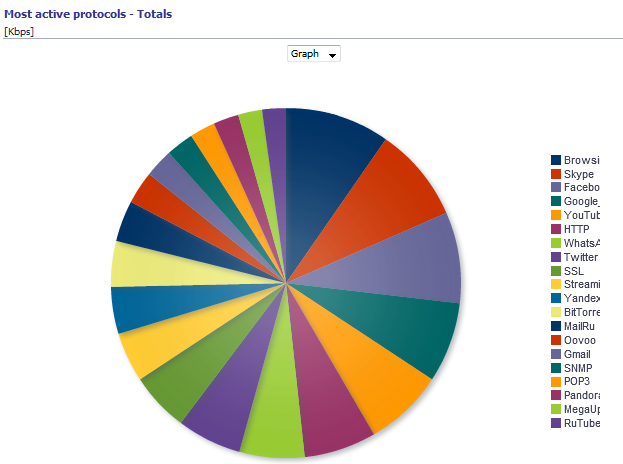 Most active protocols - Totals
[Kbps]
Graph
Browsi
Skype
Facebo
Google_
YouTub
HTTP
WhatsA
Twitter
SSL
Streami
Yandex
BitTorre
MailRu
Oovoo
Gmail
SNMP
POP3
Pandora
MegaUp
RuTube